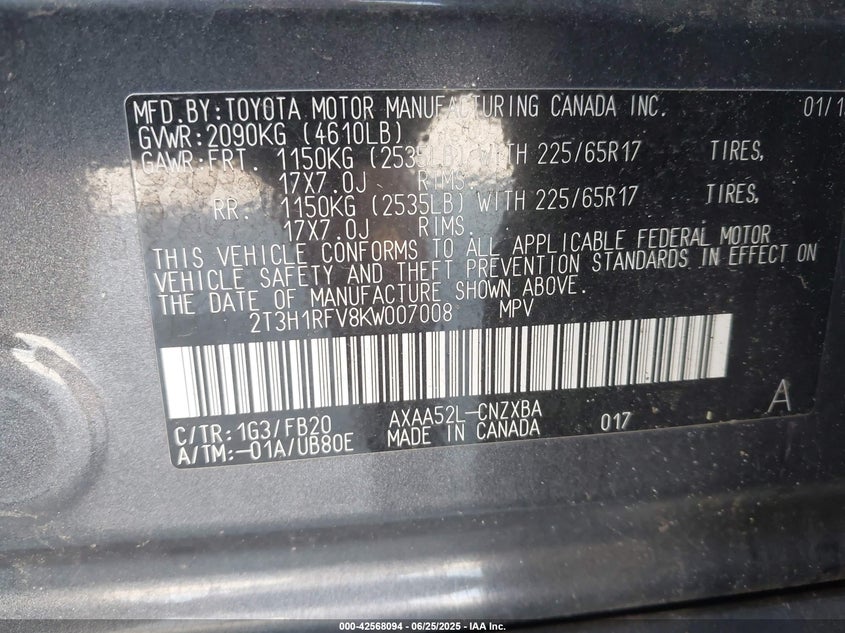 MFD.BY:TOYOTA MOTOR MANUFACTURING CANADA INC. 01/1
GVWR:2090KG (4610LB)
GAWR:FRT. 1150KG (2535LB) WITH 225/65R17 TIRES,
17X7.0J RIMS.
RR. 1150KG (2535LB) WITH 225/65R17 TIRES,
17X7.0J RIMS.
THIS VEHICLE CONFORMS TO ALL APPLICABLE FEDERAL MOTOR
VEHICLE SAFETY AND THEFT PREVENTION STANDARDS IN EFFECT ON
THE DATE OF MANUFACTURE SHOWN ABOVE.
2T3H1RFV8KW007008 MPV
C/TR:1G3/FB20 AXAA52L-CNZXBA 017 A
A/TM:-01A/UB80E MADE IN CANADA
000-42568094 - 06/25/2025 - IAA Inc.